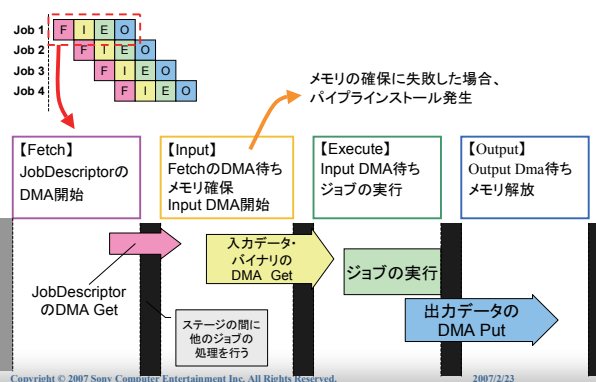 Job 1 F I E O
Job 2 F T E O
Job 3 F I E O
Job 4 F I E O
メモリの確保に失敗した場合、
パイプラインストール発生
【Fetch】
JobDescriptorの
DMA開始
【Input】
FetchのDMA待ち
メモリ確保
Input DMA開始
【Execute】
Input DMA待ち
ジョブの実行
【Output】
Output Dma待ち
メモリ解放
JobDescriptor
のDMA Get
入力データ・
バイナリの
DMA Get
ジョブの実行
出力データの
DMA Put
ステージの間に
他のジョブの
処理を行う
Copyright © 2007 Sony Computer Entertainment Inc. All Rights Reserved.
2007/2/23